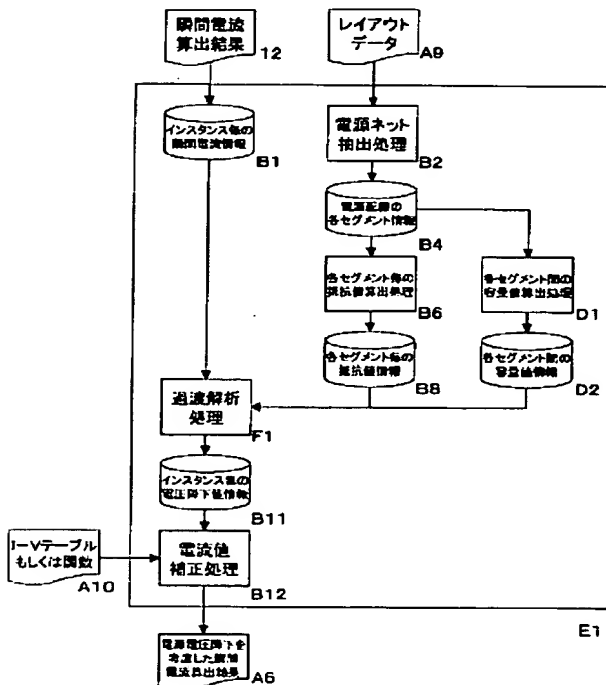 瞬間電流
算出結果
12
レイアウト
データ
A9
インスタンス毎の
瞬間電流情報
B1
電源ネット
抽出処理
B2
電源配線の
各セグメント情報
B4
各セグメント毎の
抵抗値算出処理
B6
各セグメント間の
容量値算出処理
D1
各セグメント毎の
抵抗値情報
B8
各セグメント間の
容量値情報
D2
過渡解析
処理
F1
インスタンス毎の
電圧降下値情報
B11
I-Vテーブル
もしくは関数
A10
電流値
補正処理
B12
E1
電源電圧降下を
考慮した瞬間
電流算出結果
A6